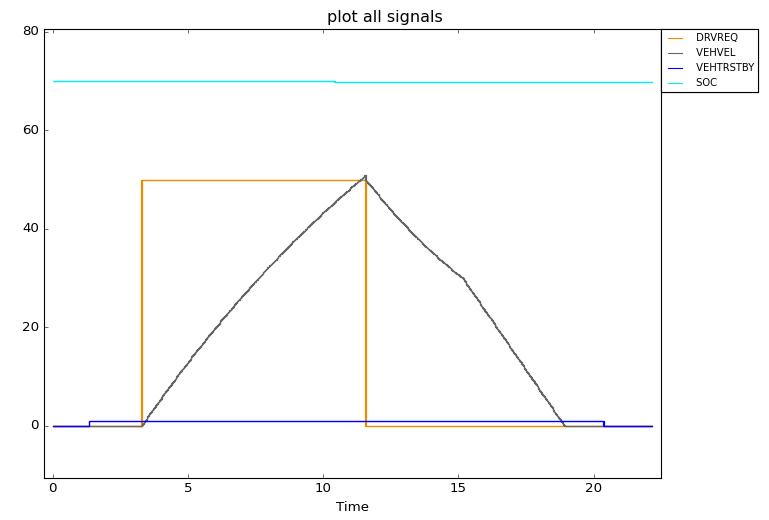 plot all signals
80
60
40
20
0
0 5 10 15 20
Time
DRVREQ
VEHVEL
VEHTRSTBY
SOC